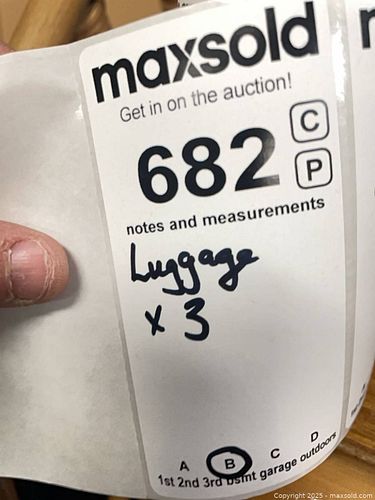 maxsold
Get in on the auction!
682
C
P
notes and measurements
Luggage
x 3
A B C D
1st 2nd 3rd bsmt garage outdoors
Copyright 2025 - maxsold.com